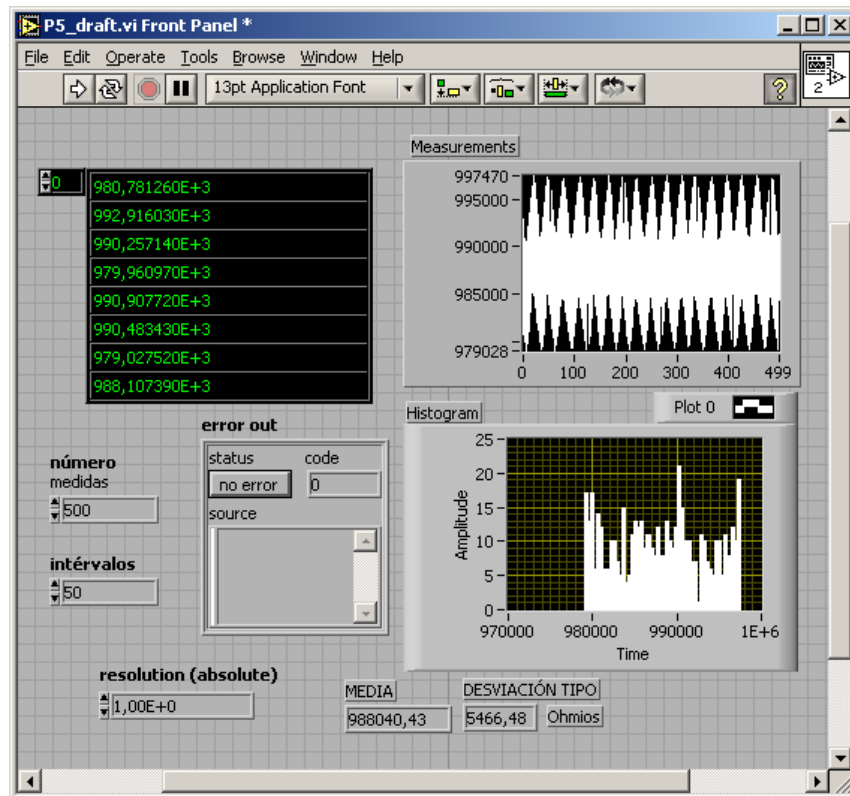 P5_draft.vi Front Panel *
File Edit Operate Tools Browse Window Help
13pt Application Font
2
Measurements
0
980,781260E+3
992,916030E+3
990,257140E+3
979,960970E+3
990,907720E+3
990,483430E+3
979,027520E+3
988,107390E+3
997470
995000
990000
985000
979028
0 100 200 300 400 499
error out
status code
no error 0
source
número
medidas
500
intérvalos
50
Histogram
Plot 0
25
20
15
10
5
0
Amplitude
970000 980000 990000 1E+6
Time
resolution (absolute)
1,00E+0
MEDIA
988040,43
DESVIACIÓN TIPO
5466,48 Ohmios